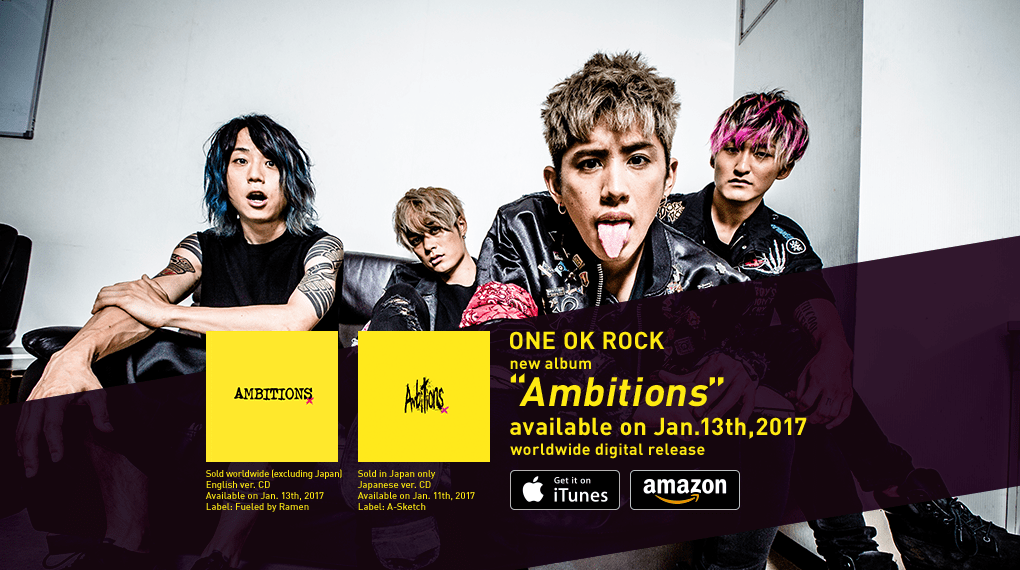 AMBITIONS
Sold worldwide (excluding Japan)
English ver. CD
Available on Jan. 13th, 2017
Label: Fueled by Ramen
Ambitions
Sold in Japan only
Japanese ver. CD
Available on Jan. 11th, 2017
Label: A-Sketch
ONE OK ROCK
new album
“Ambitions”
available on Jan.13th,2017
worldwide digital release
Get it on
iTunes
amazon